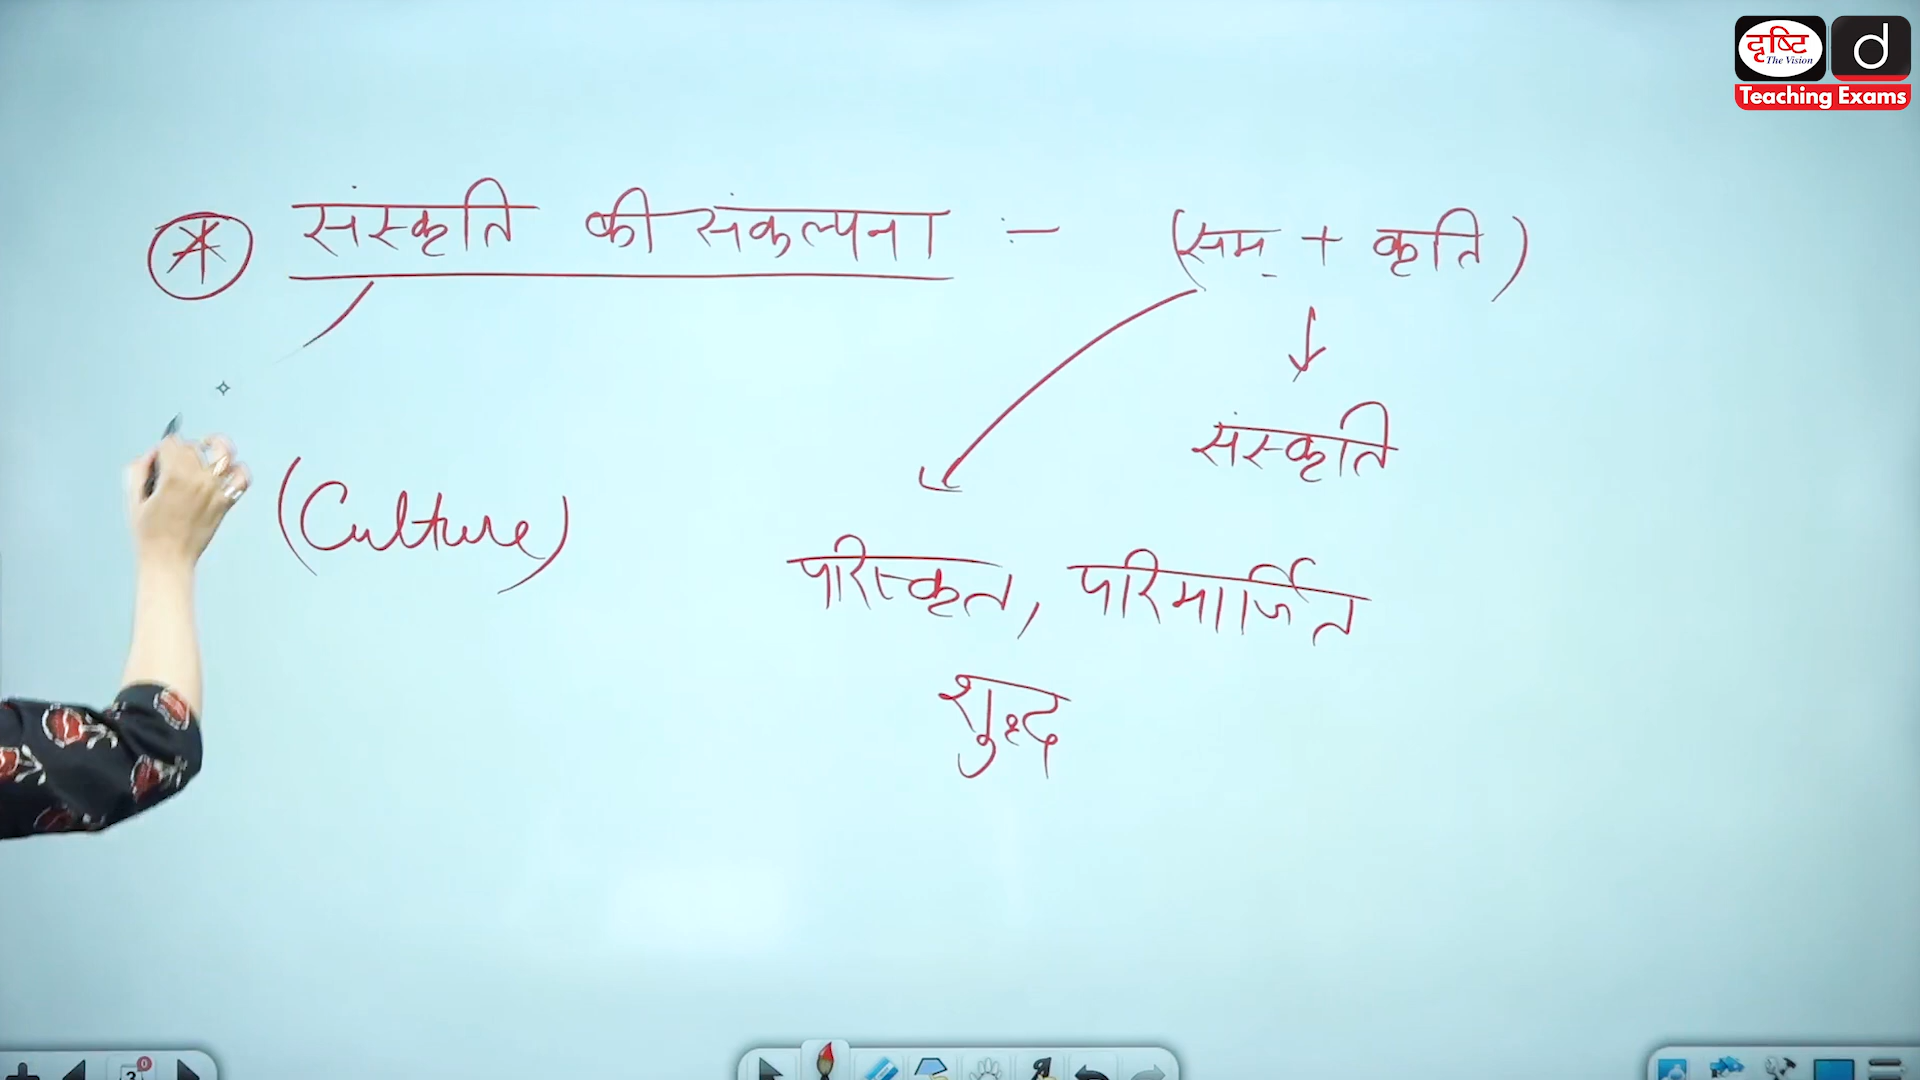 दृष्टि
The Vision
d
Teaching Exams
संस्कृति की संकल्पना :- (सम् + कृति)
संस्कृति
(Culture)
परिस्कृत, परिमार्जित
शुद्ध